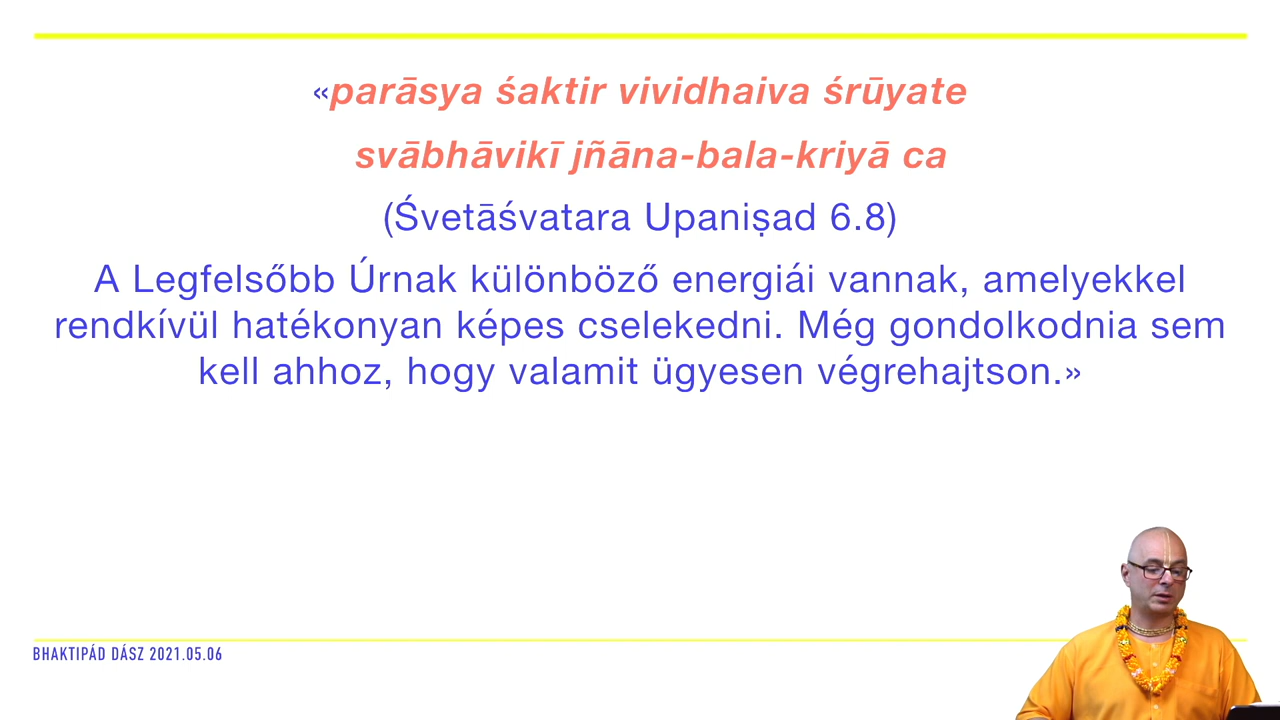 «parāsya śaktir vividhaiva śrūyate
svābhāvikī jñāna-bala-kriyā ca
(Śvetāśvatara Upaniṣad 6.8)
A Legfelsőbb Úrnak különböző energiái vannak, amelyekkel
rendkívül hatékonyan képes cselekedni. Még gondolkodnia sem
kell ahhoz, hogy valamit ügyesen végrehajtson.»
BHAKTIPÁD DÁSZ 2021.05.06